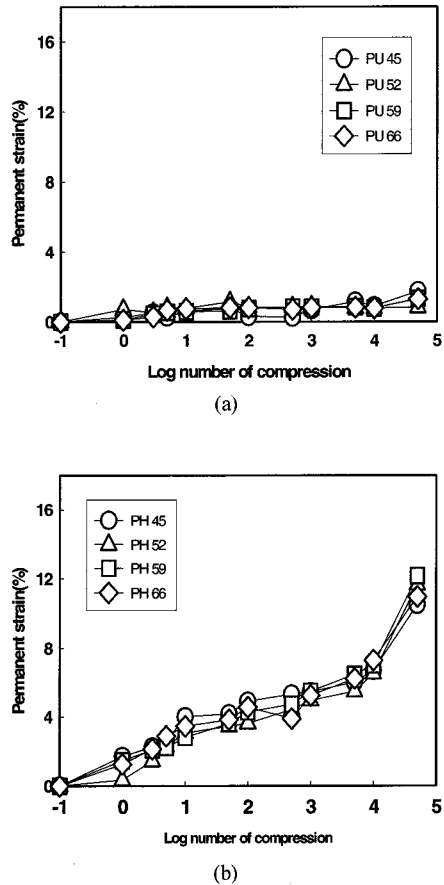 (a)
16
12
8
4
0
-1 0 1 2 3 4 5
Permanent strain(%)
Log number of compression
PU 45
PU 52
PU 59
PU 66
(a)
16
12
8
4
0
-1 0 1 2 3 4 5
Permanent strain(%)
Log number of compression
PH 45
PH 52
PH 59
PH 66
(b)